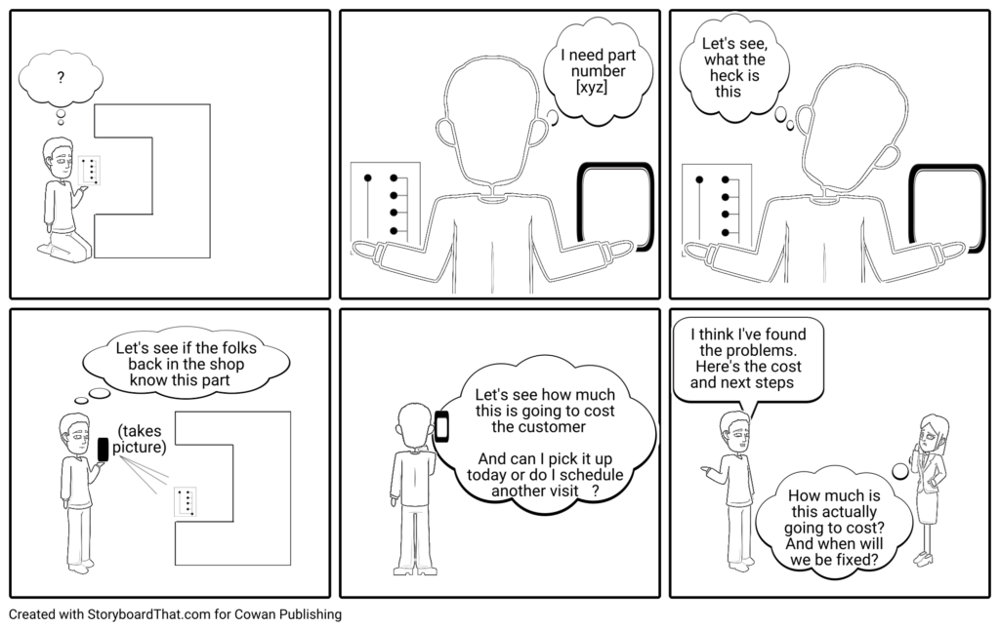 ?
I need part
number
[xyz]
Let's see,
what the
heck is
this
Let's see if the folks
back in the shop
know this part
(takes
picture)
Let's see how much
this is going to cost
the customer
And can I pick it up
today or do I schedule
another visit ?
I think I've found
the problems.
Here's the cost
and next steps
How much is
this actually
going to cost?
And when will
we be fixed?
Created with StoryboardThat.com for Cowan Publishing